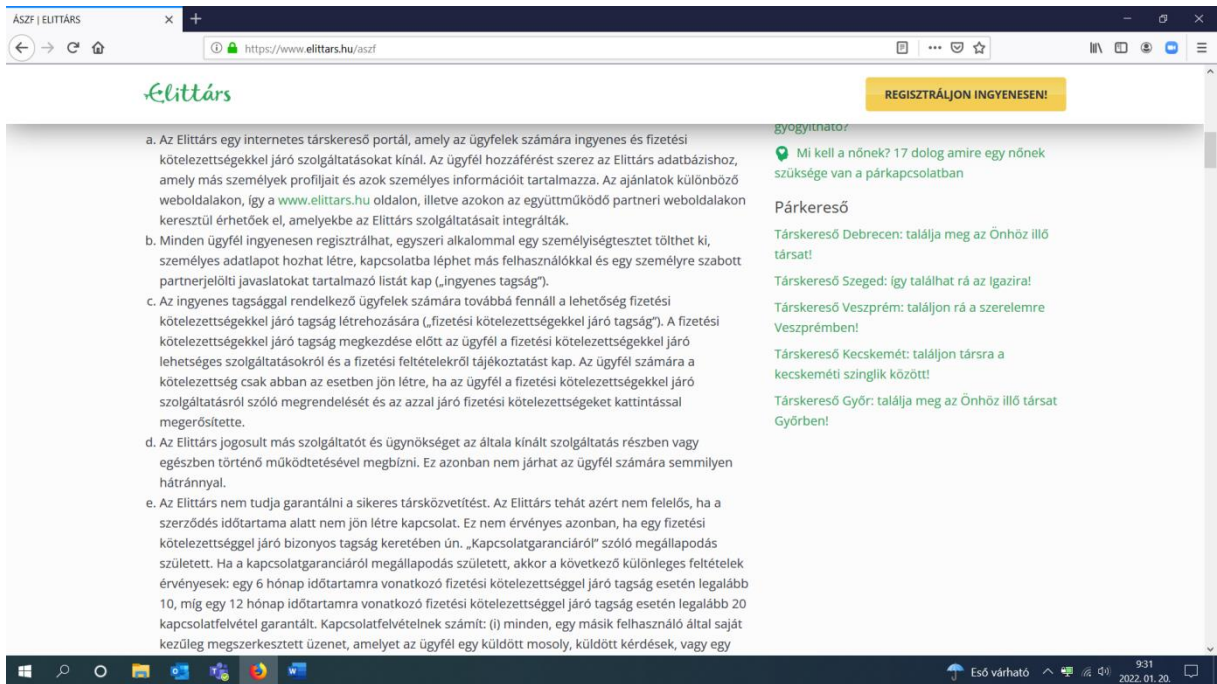 ÁSZF | ELITTÁRS
https://www.elittars.hu/aszf
Elittárs
REGISZTRÁLJON INGYENESEN!
a. Az Elittárs egy internetes társkereső portál, amely az ügyfelek számára ingyenes és fizetési
kötelezettségekkel járó szolgáltatásokat kínál. Az ügyfél hozzáférést szerez az Elittárs adatbázishoz,
amely más személyek profiljait és azok személyes információit tartalmazza. Az ajánlatok különböző
weboldalakon, így a www.elittars.hu oldalon, illetve azokon az együttműködő partneri weboldalakon
keresztül érhetőek el, amelyekbe az Elittárs szolgáltatásait integrálták.
b. Minden ügyfél ingyenesen regisztrálhat, egyszeri alkalommal egy személyiségtesztet tölthet ki,
személyes adatlapot hozhat létre, kapcsolatba léphet más felhasználókkal és egy személyre szabott
partnerjelölti javaslatokat tartalmazó listát kap („ingyenes tagság").
c. Az ingyenes tagsággal rendelkező ügyfelek számára továbbá fennáll a lehetőség fizetési
kötelezettségekkel járó tagság létrehozására („fizetési kötelezettségekkel járó tagság"). A fizetési
kötelezettségekkel járó tagság megkezdése előtt az ügyfél a fizetési kötelezettségekkel járó
lehetséges szolgáltatásokról és a fizetési feltételekről tájékoztatást kap. Az ügyfél számára a
kötelezettség csak abban az esetben jön létre, ha az ügyfél a fizetési kötelezettségekkel járó
szolgáltatásról szóló megrendelését és az azzal járó fizetési kötelezettségeket kattintással
megerősítette.
d. Az Elittárs jogosult más szolgáltatót és ügynökséget az általa kínált szolgáltatás részben vagy
egészben történő működtetésével megbízni. Ez azonban nem járhat az ügyfél számára semmilyen
hátránnyal.
e. Az Elittárs nem tudja garantálni a sikeres társközvetítést. Az Elittárs tehát azért nem felelős, ha a
szerződés időtartama alatt nem jön létre kapcsolat. Ez nem érvényes azonban, ha egy fizetési
kötelezettséggel járó bizonyos tagság keretében ún. „Kapcsolatgaranciáról" szóló megállapodás
született. Ha a kapcsolatgaranciáról megállapodás született, akkor a következő különleges feltételek
érvényesek: egy 6 hónap időtartamra vonatkozó fizetési kötelezettséggel járó tagság esetén legalább
10, míg egy 12 hónap időtartamra vonatkozó fizetési kötelezettséggel járó tagság esetén legalább 20
kapcsolatfelvétel garantált. Kapcsolatfelvételnek számít: (i) minden, egy másik felhasználó által saját
kezűleg megszerkesztett üzenet, amelyet az ügyfél egy küldött mosoly, küldött kérdések, vagy egy
gyógyítható?
Mi kell a nőnek? 17 dolog amire egy nőnek
szüksége van a párkapcsolatban
Párkereső
Társkereső Debrecen: találja meg az Önhöz illő
társat!
Társkereső Szeged: így találhat rá az Igazira!
Társkereső Veszprém: találjon rá a szerelemre
Veszprémben!
Társkereső Kecskemét: találjon társra a
kecskeméti szinglik között!
Társkereső Győr: találja meg az Önhöz illő társat
Győrben!
Eső várható
9:31
2022. 01. 20.